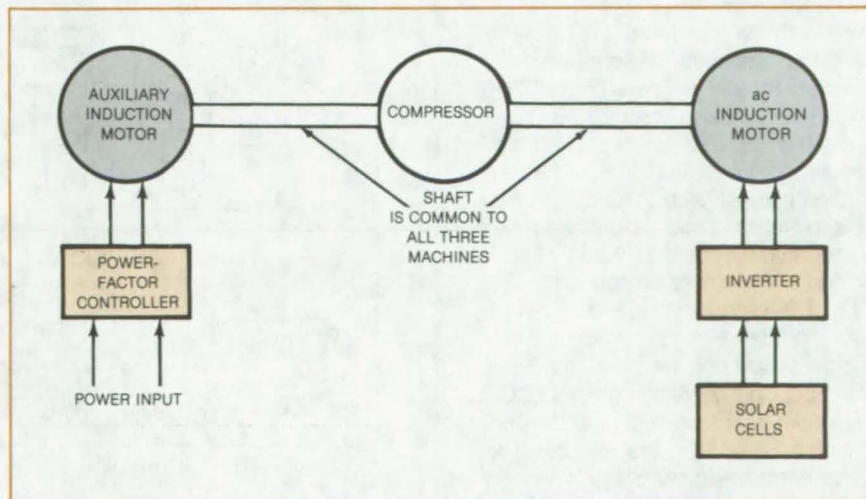 AUXILIARY
INDUCTION
MOTOR
COMPRESSOR
ac
INDUCTION
MOTOR
SHAFT
IS COMMON TO
ALL THREE
MACHINES
POWER-
FACTOR
CONTROLLER
INVERTER
POWER INPUT
SOLAR
CELLS